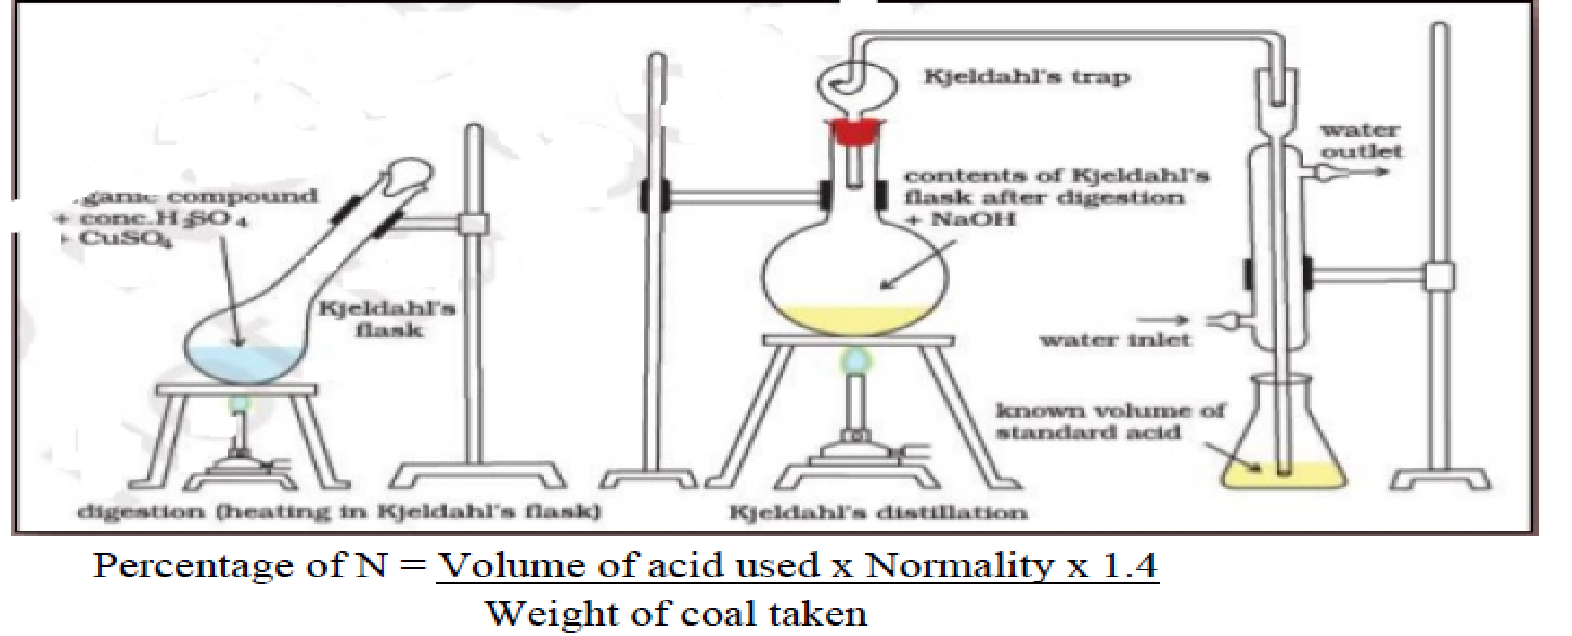 Kjeldahl's trap
water
outlet
compound
+ conc.H2SO4
+ CuSO4
contents of Kjeldahl's
flask after digestion
+ NaOH
Kjeldahl's
flask
water inlet
known volume of
standard acid
digestion (heating in Kjeldahl's flask)
Kjeldahl's distillation
Percentage of N = Volume of acid used x Normality x 1.4
Weight of coal taken